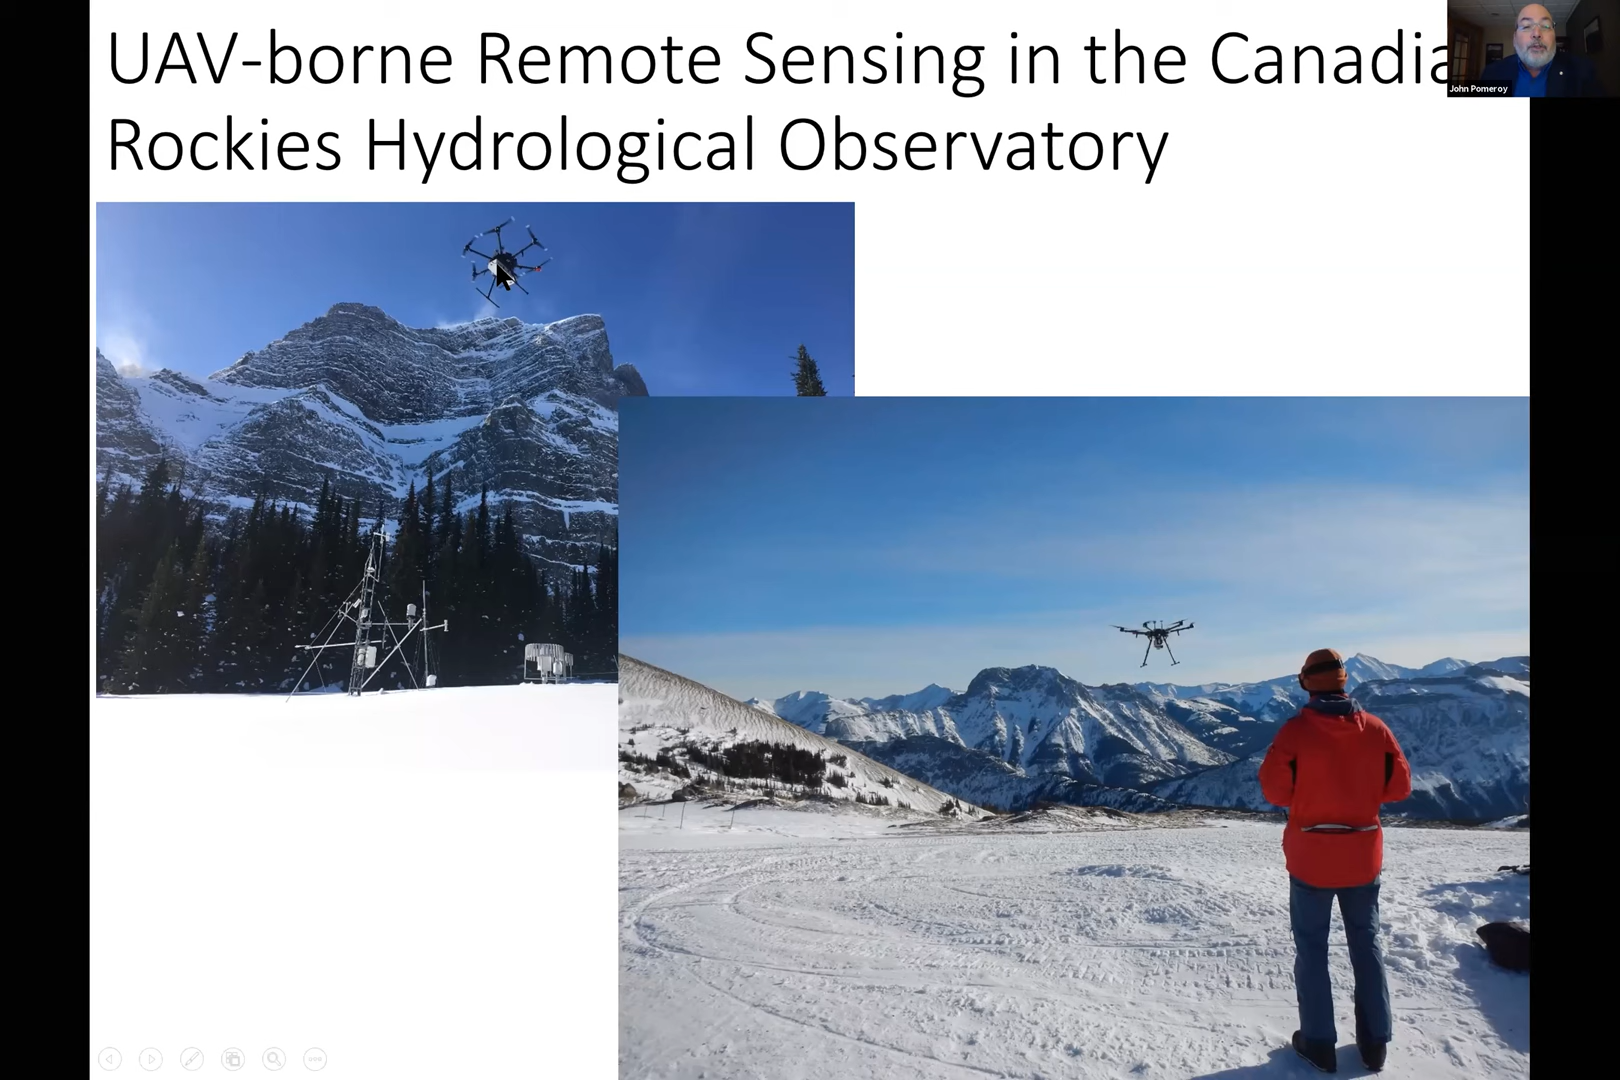 UAV-borne Remote Sensing in the Canadia
Rockies Hydrological Observatory
John Pomeroy